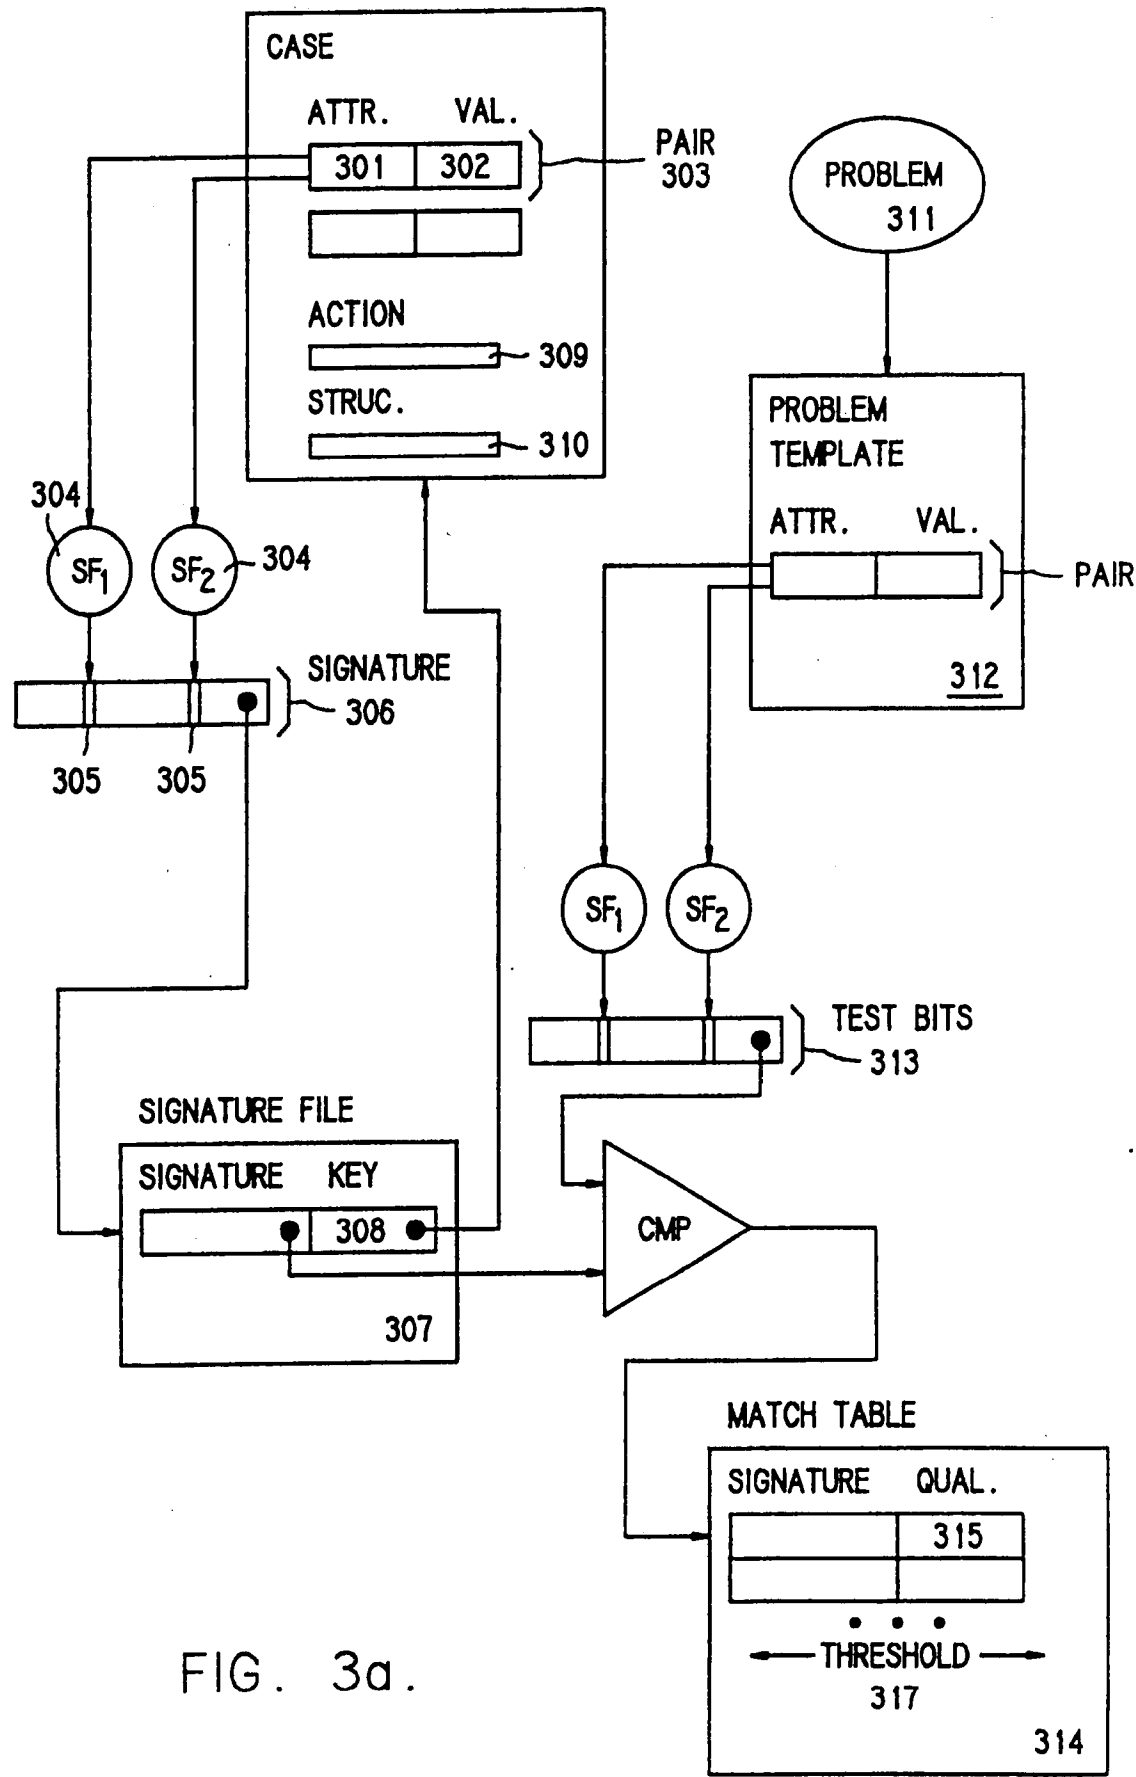 CASE
ATTR. VAL.
301 302
PAIR
303
ACTION
309
STRUC.
310
PROBLEM
311
PROBLEM
TEMPLATE
ATTR. VAL.
PAIR
312
304
SF1
SF2
304
SIGNATURE
306
305 305
SF1
SF2
TEST BITS
313
SIGNATURE FILE
SIGNATURE KEY
308
307
CMP
MATCH TABLE
SIGNATURE QUAL.
315
THRESHOLD
317
314
FIG. 3a.